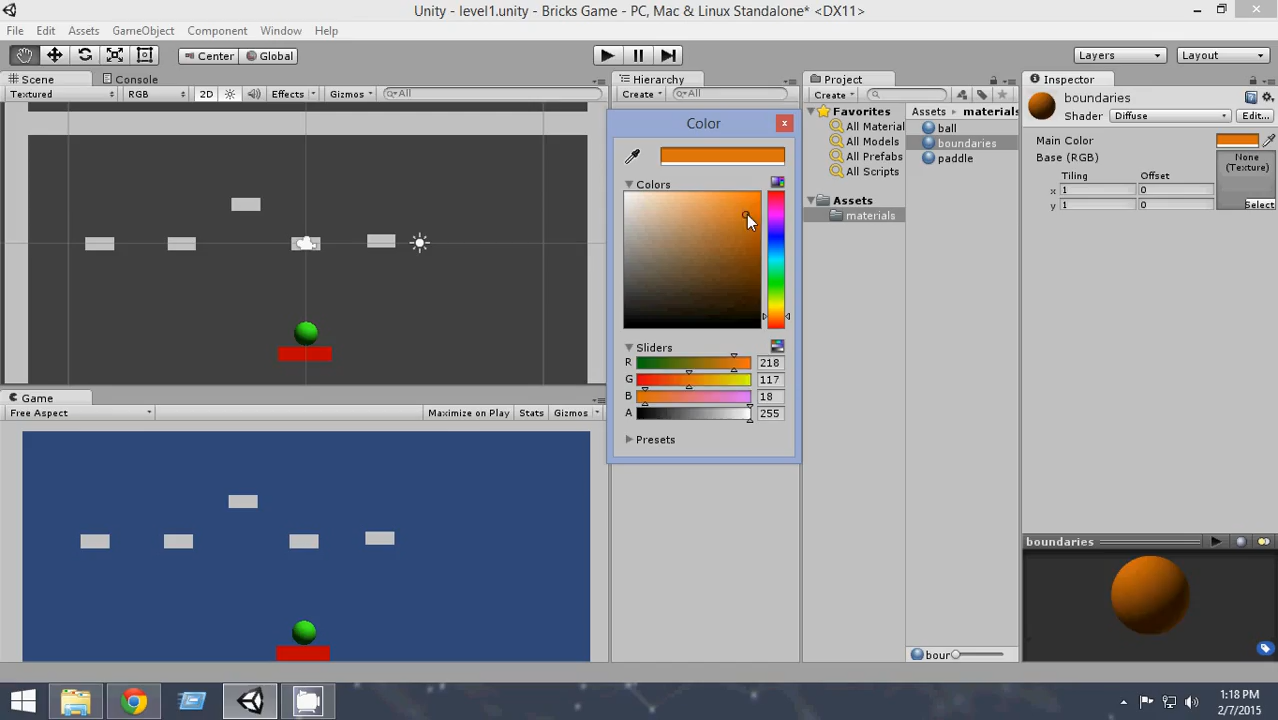 Unity - level1.unity - Bricks Game - PC, Mac & Linux Standalone* <DX11>
File Edit Assets GameObject Component Window Help
Center Global Layers Layout
Scene Console Hierarchy Project Inspector
Textured RGB 2D Effects Gizmos All Create All Create
Favorites
All Material
All Models
All Prefabs
All Scripts
Assets
materials
Assets materials
ball
boundaries
paddle
boundaries
Shader Diffuse Edit...
Main Color
Base (RGB)
None
(Texture)
Tiling Offset
x 1 0
y 1 0 Select
Color
Colors
Sliders
R 218
G 117
B 18
A 255
Presets
Game
Free Aspect Maximize on Play Stats Gizmos
boundaries
bour
1:18 PM
2/7/2015